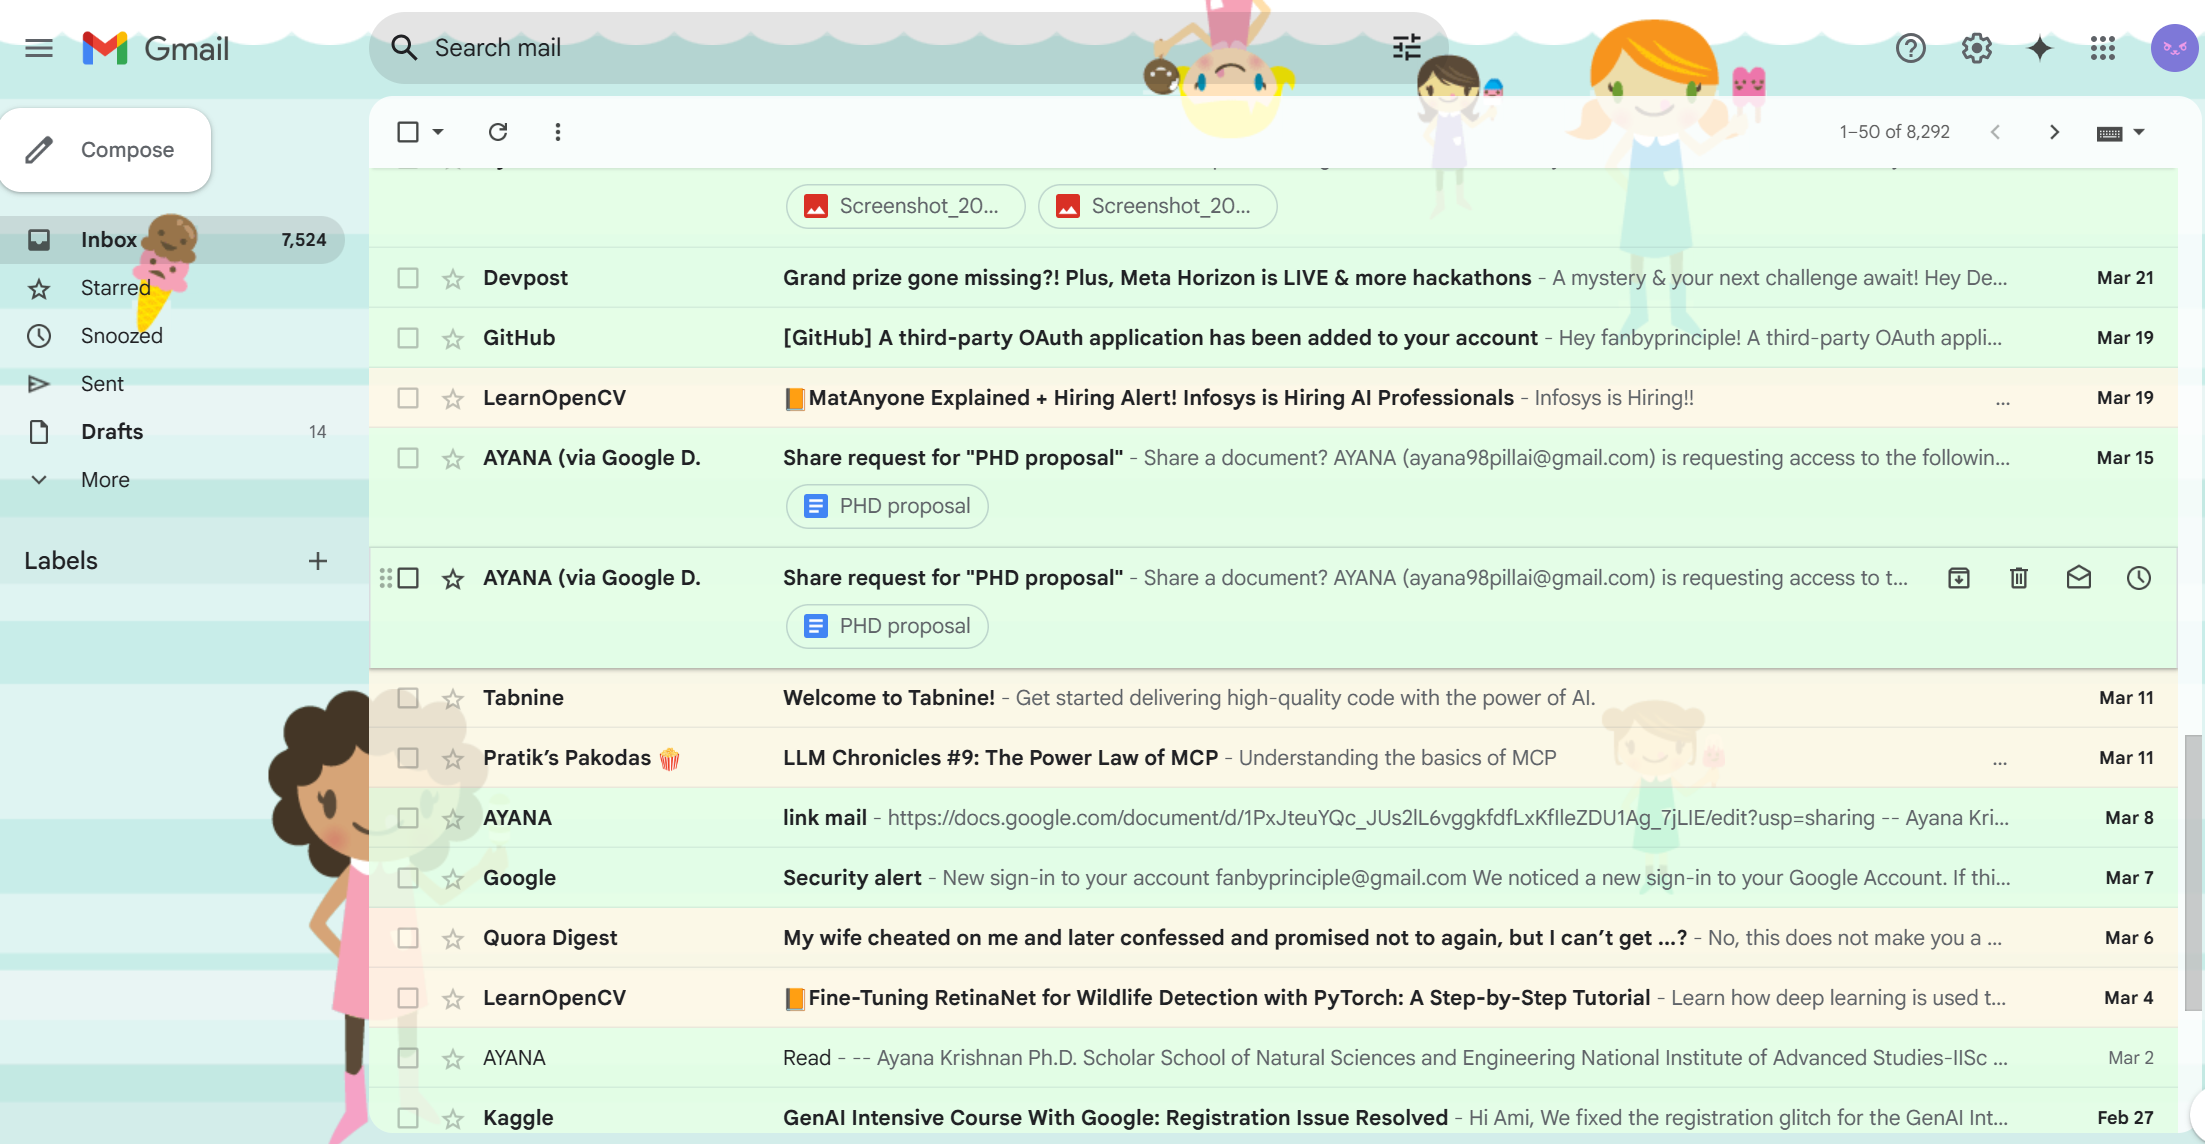 Gmail
Search mail
Compose
1–50 of 8,292
Inbox 7,524
Starred
Snoozed
Sent
Drafts 14
More
Labels
Screenshot_20... Screenshot_20...
Devpost Grand prize gone missing?! Plus, Meta Horizon is LIVE & more hackathons - A mystery & your next challenge await! Hey De... Mar 21
GitHub [GitHub] A third-party OAuth application has been added to your account - Hey fanbyprinciple! A third-party OAuth appli... Mar 19
LearnOpenCV 📙MatAnyone Explained + Hiring Alert! Infosys is Hiring AI Professionals - Infosys is Hiring!! ... Mar 19
AYANA (via Google D. Share request for "PHD proposal" - Share a document? AYANA (ayana98pillai@gmail.com) is requesting access to the followin... Mar 15
PHD proposal
AYANA (via Google D. Share request for "PHD proposal" - Share a document? AYANA (ayana98pillai@gmail.com) is requesting access to t...
PHD proposal
Tabnine Welcome to Tabnine! - Get started delivering high-quality code with the power of AI. Mar 11
Pratik’s Pakodas 🍿 LLM Chronicles #9: The Power Law of MCP - Understanding the basics of MCP ... Mar 11
AYANA link mail - https://docs.google.com/document/d/1PxJteuYQc_JUs2lL6vggkfdfLxKfIleZDU1Ag_7jLIE/edit?usp=sharing -- Ayana Kri... Mar 8
Google Security alert - New sign-in to your account fanbyprinciple@gmail.com We noticed a new sign-in to your Google Account. If thi... Mar 7
Quora Digest My wife cheated on me and later confessed and promised not to again, but I can’t get ...? - No, this does not make you a ... Mar 6
LearnOpenCV 📙Fine-Tuning RetinaNet for Wildlife Detection with PyTorch: A Step-by-Step Tutorial - Learn how deep learning is used t... Mar 4
AYANA Read - -- Ayana Krishnan Ph.D. Scholar School of Natural Sciences and Engineering National Institute of Advanced Studies-IISc ... Mar 2
Kaggle GenAI Intensive Course With Google: Registration Issue Resolved - Hi Ami, We fixed the registration glitch for the GenAI Int... Feb 27